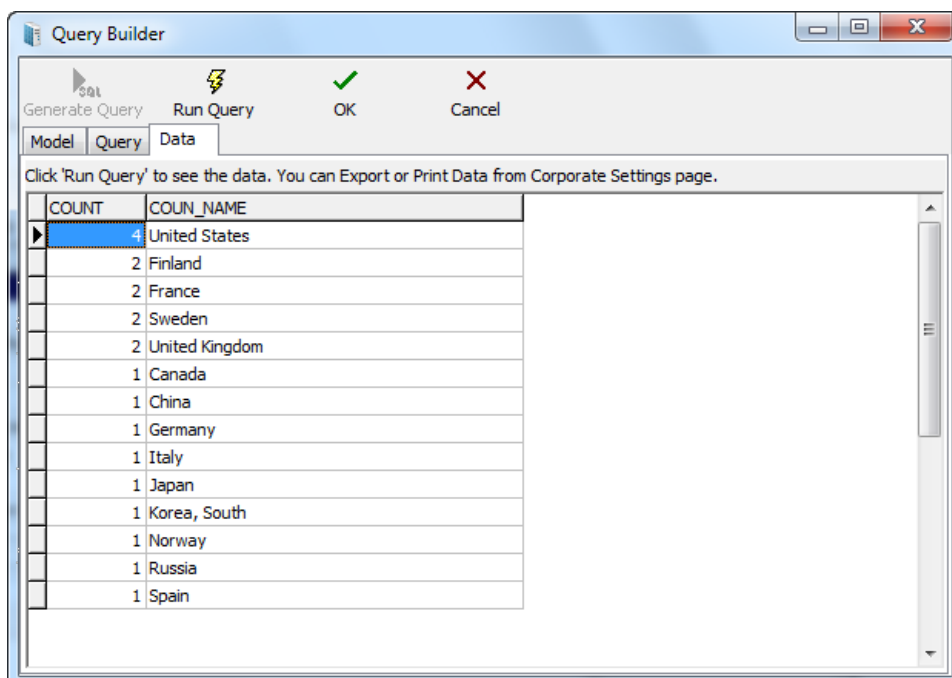 Query Builder
SQL
Generate Query Run Query OK Cancel
Model Query Data
Click 'Run Query' to see the data. You can Export or Print Data from Corporate Settings page.
COUNT COUN_NAME
4 United States
2 Finland
2 France
2 Sweden
2 United Kingdom
1 Canada
1 China
1 Germany
1 Italy
1 Japan
1 Korea, South
1 Norway
1 Russia
1 Spain